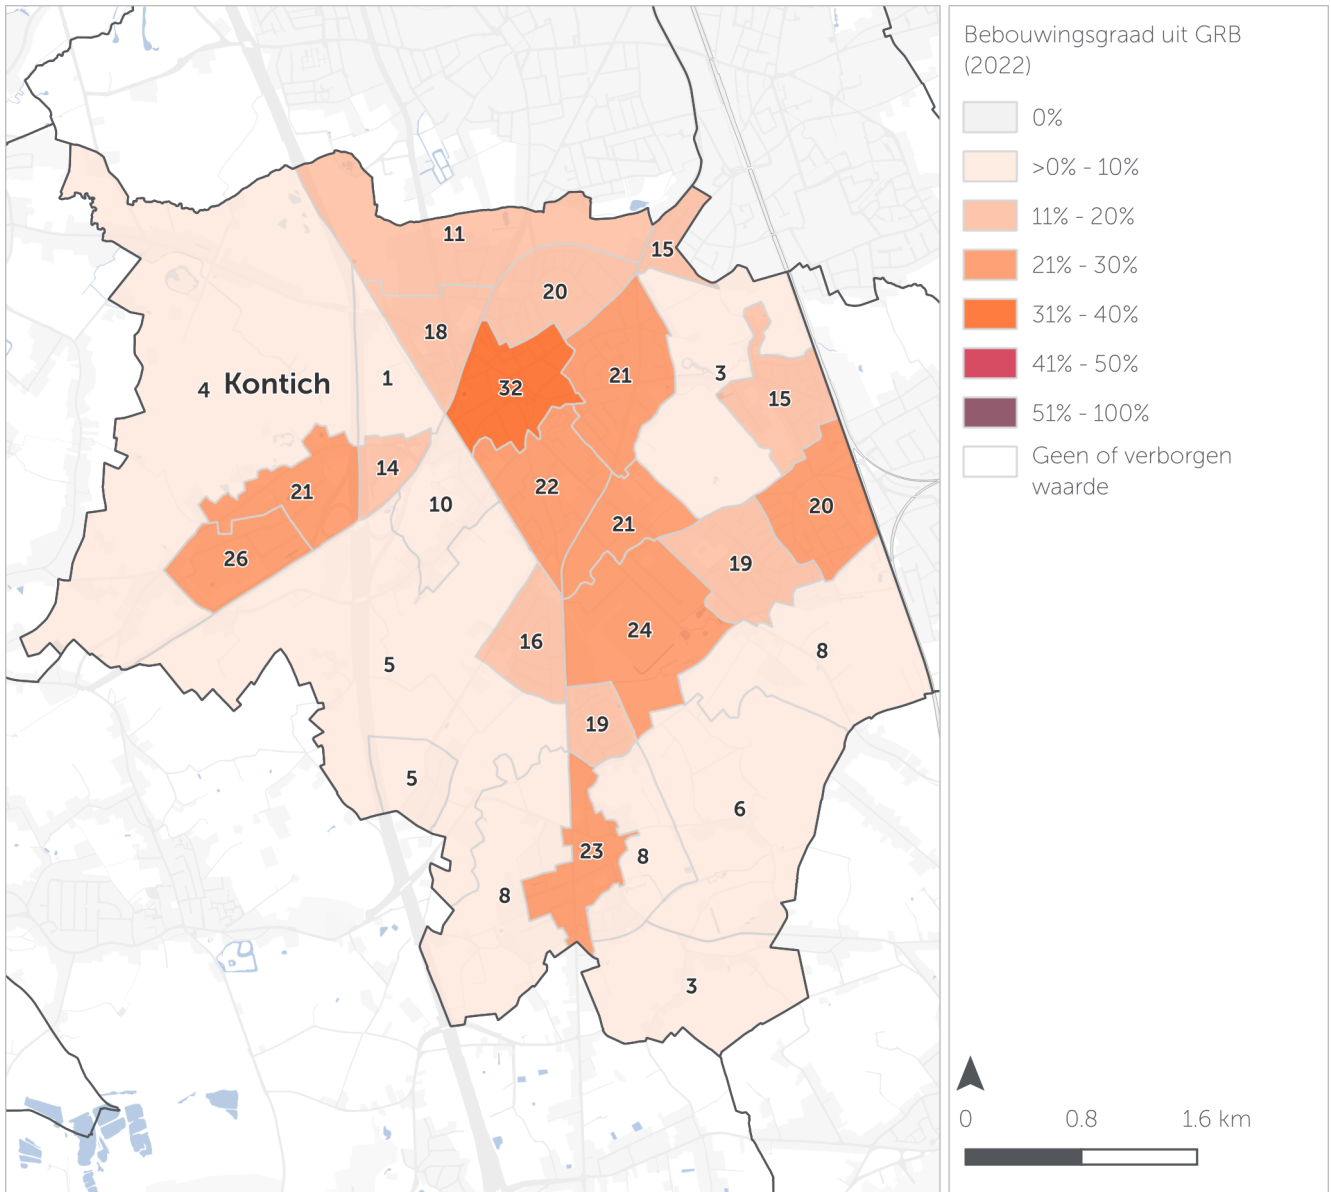 Bebouwingsgraad uit GRB
(2022)
0%
>0% - 10%
11% - 20%
21% - 30%
31% - 40%
41% - 50%
51% - 100%
Geen of verborgen
waarde
0 0.8 1.6 km
11
15
20
18
1
32
21
3
15
4 Kontich
14
21
10
22
21
20
26
19
16
24
8
5
19
5
6
23
8
8
3